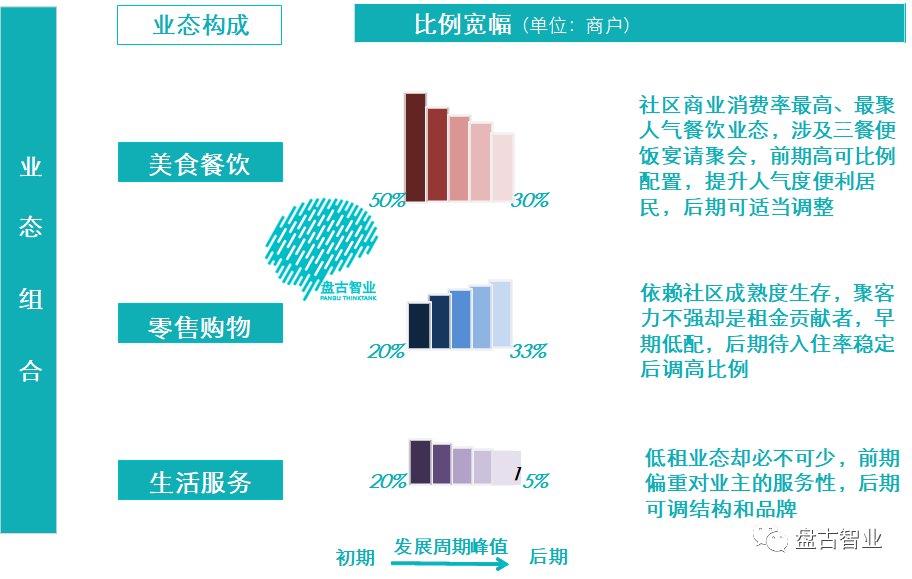 业态构成
比例宽幅（单位：商户）
业态组合
美食餐饮
50%
30%
社区商业消费率最高、最聚
人气餐饮业态，涉及三餐便
饭宴请聚会，前期高可比例
配置，提升人气度便利居
民，后期可适当调整
盘古智业
PANGU THINKTANK
零售购物
20%
33%
依赖社区成熟度生存，聚客
力不强却是租金贡献者，早
期低配，后期待入住率稳定
后调高比例
生活服务
20%
15%
低租业态却必不可少，前期
偏重对业主的服务性，后期
可调结构和品牌
初期
发展周期峰值
后期
盘古智业